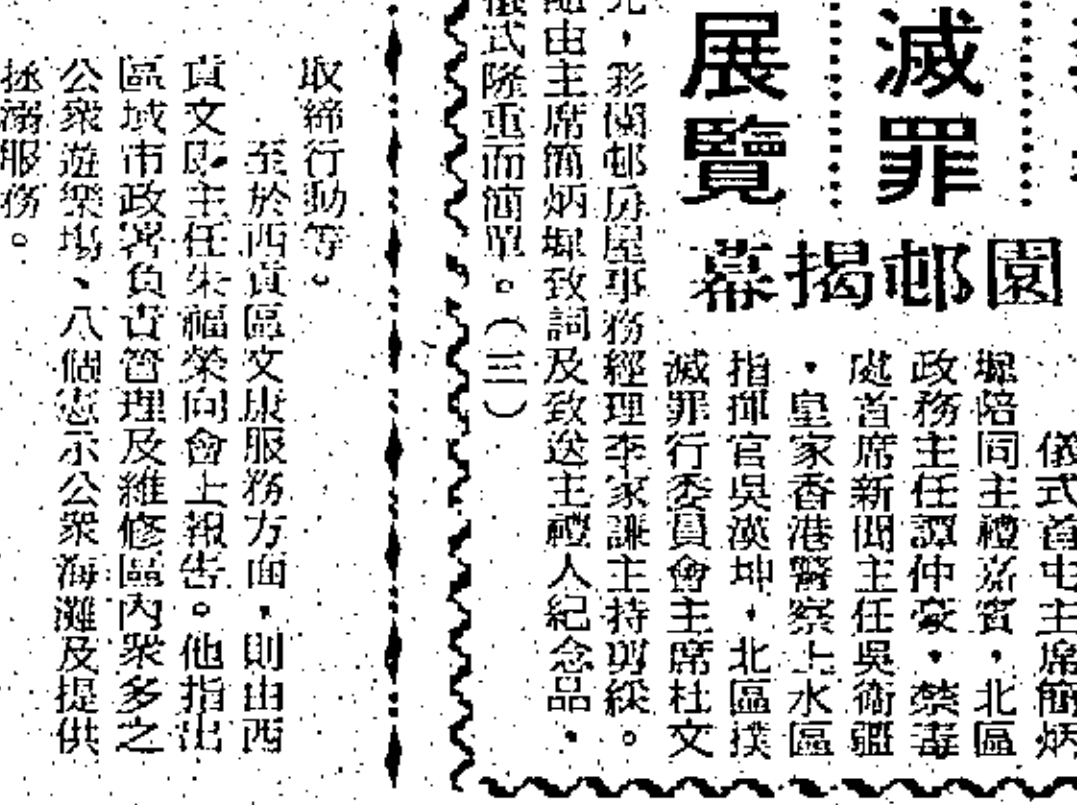 滅罪
展覽
園邨揭幕
儀式首由主席簡炳
墀陪同主禮嘉賓,北區
政務主任譚仲豪,禁毒
處首席新聞主任吳衛疆
,皇家香港警察上水區
指揮官吳漢坤,北區撲
滅罪行委員會主席杜文
,彩園邨房屋事務經理李家謙主持剪綵。
隨由主席簡炳墀致詞及致送主禮人紀念品,
儀式隆重而簡單。(三)
取締行動等。
至於西貢區文康服務方面,則由西
貢文康主任朱福榮向會上報告。他指出
區域市政署負責管理及維修區內眾多之
公眾遊樂場、八個憲示公眾海灘及提供
拯溺服務。